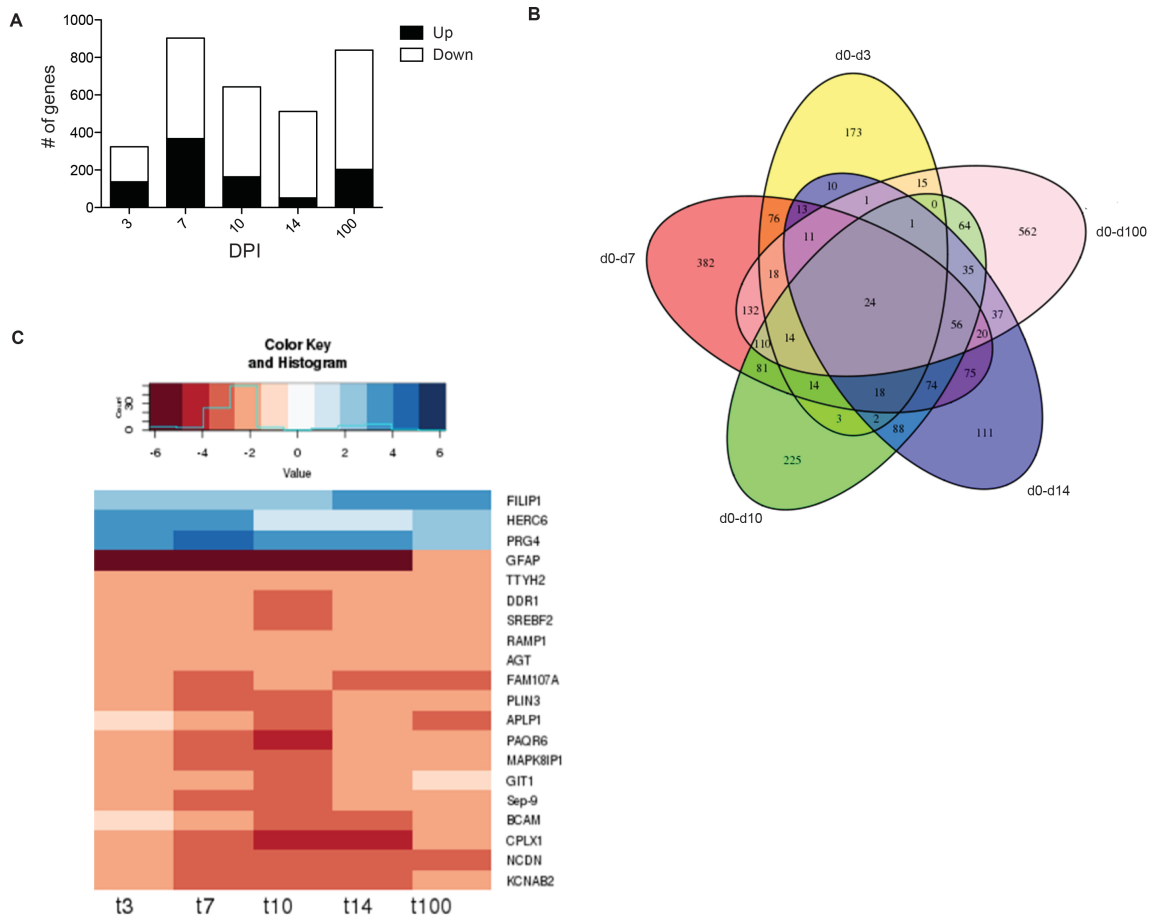 A
1000
800
600
400
200
0
# of genes
3
7
10
14
100
DPI
Up
Down
B
d0-d3
d0-d100
d0-d7
d0-d14
d0-d10
173
10
15
1
0
76
13
11
1
64
562
382
18
35
24
132
37
56
20
110
14
81
75
14
18
74
3
2
88
111
225
C
Color Key
and Histogram
Count
0
30
-6
-4
-2
0
2
4
6
Value
FILIP1
HERC6
PRG4
GFAP
TTYH2
DDR1
SREBF2
RAMP1
AGT
FAM107A
PLIN3
APLP1
PAQR6
MAPK8IP1
GIT1
Sep-9
BCAM
CPLX1
NCDN
KCNAB2
t3
t7
t10
t14
t100